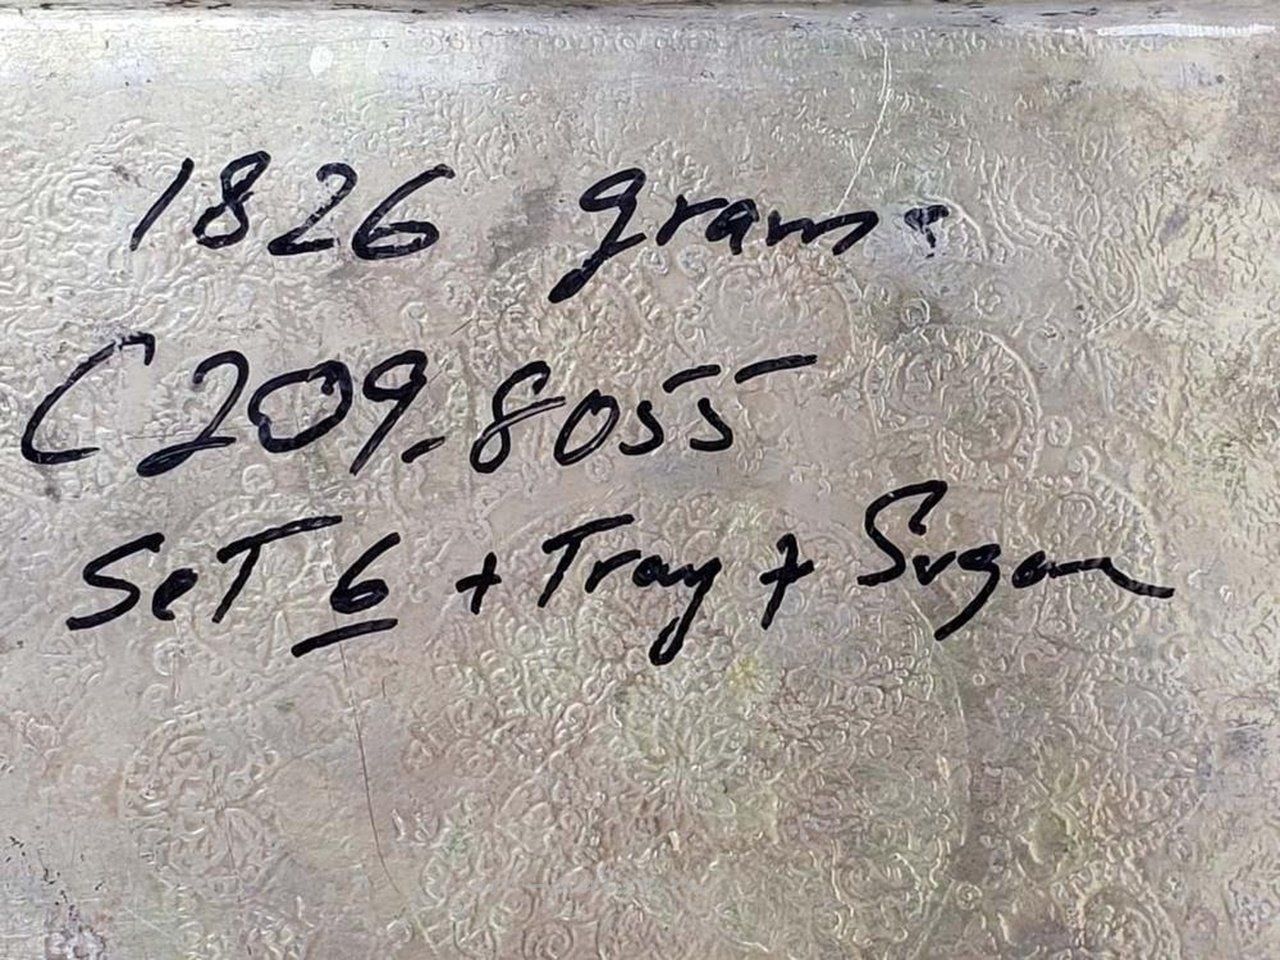 1826 grams
C209.8055
SeT 6 + Tray + Sugar